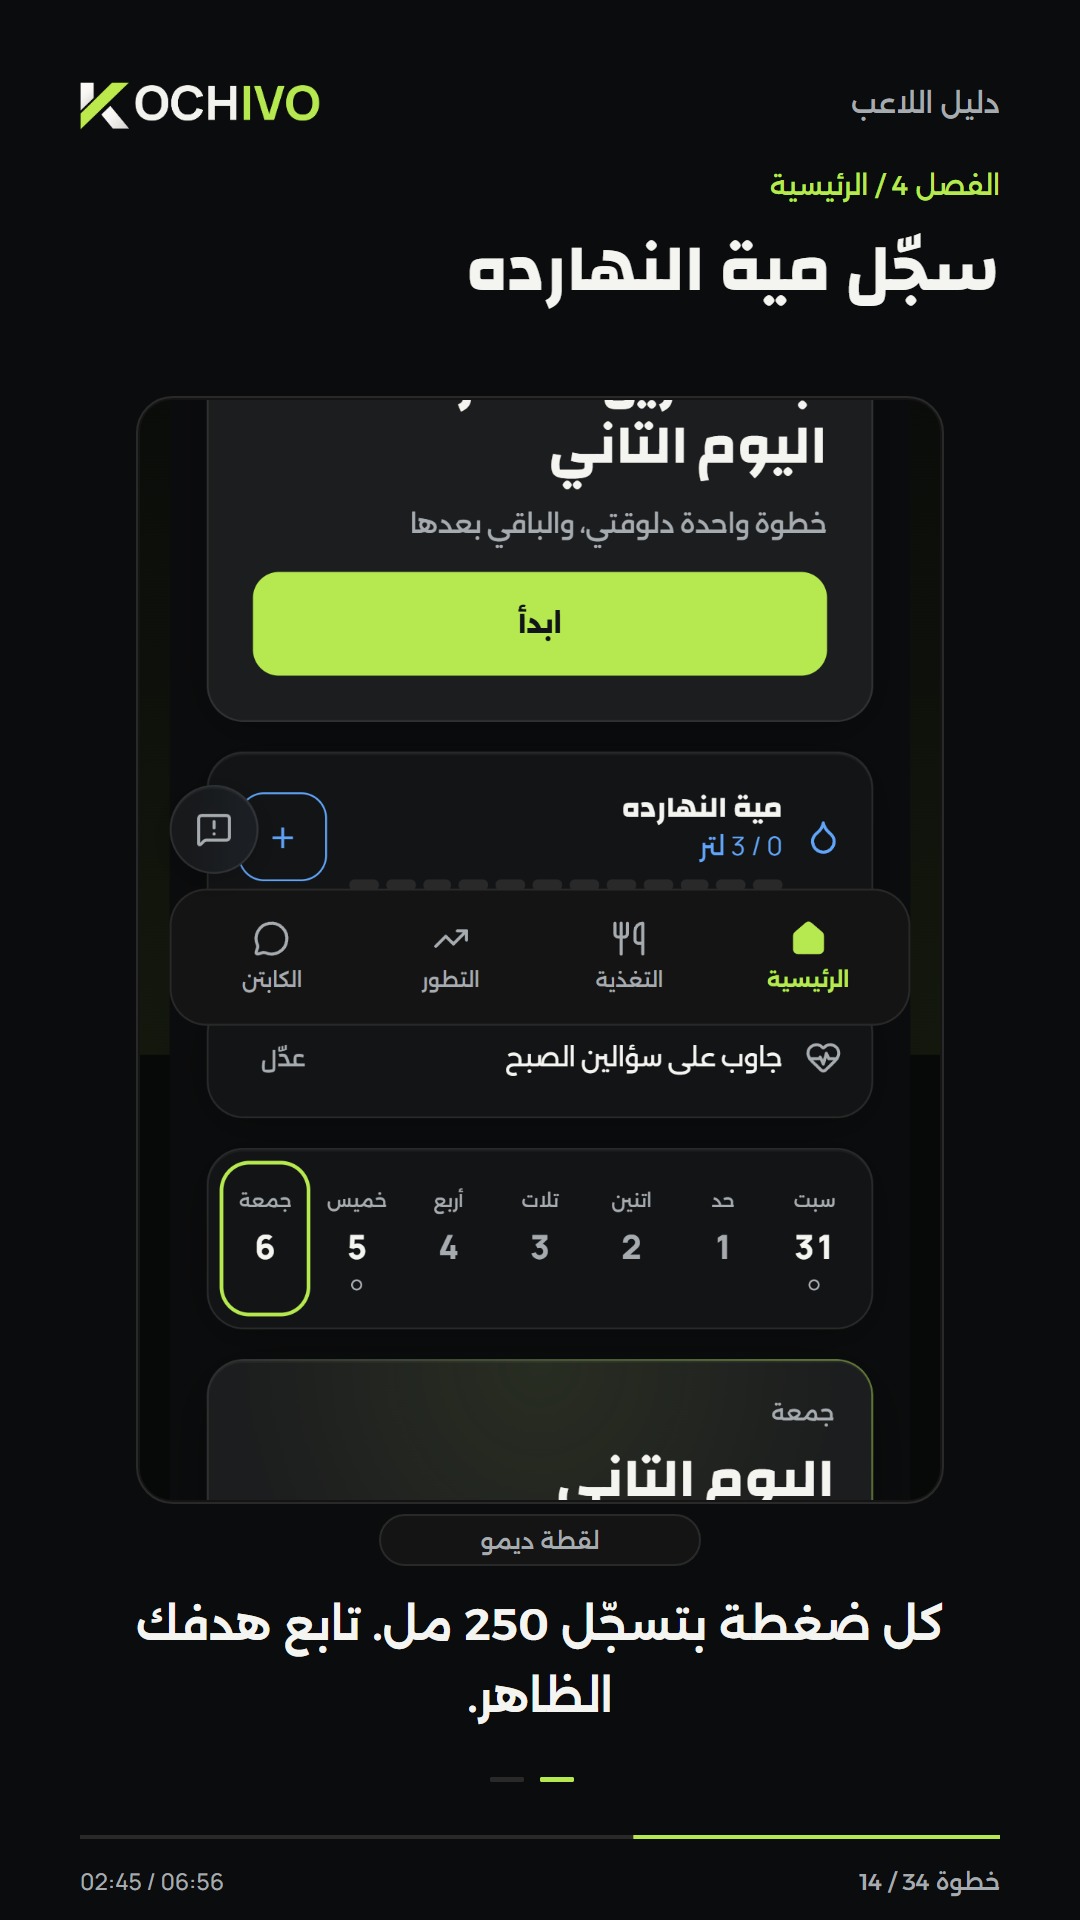 KOCHIVO
دليل اللاعب
الفصل 4 / الرئيسية
سجّل مية النهارده
اليوم التاني
خطوة واحدة دلوقتي، والباقي بعدها
ابدأ
مية النهارده
0 / 3 لتر
+
الرئيسية
التغذية
التطور
الكابتن
جاوب على سؤالين الصبح
عدّل
سبت
حد
اتنين
تلات
أربع
خميس
جمعة
31
1
2
3
4
5
6
جمعة
اليوم التاني
لقطة ديمو
كل ضغطة بتسجّل 250 مل. تابع هدفك
الظاهر.
خطوة 14 / 34
02:45 / 06:56